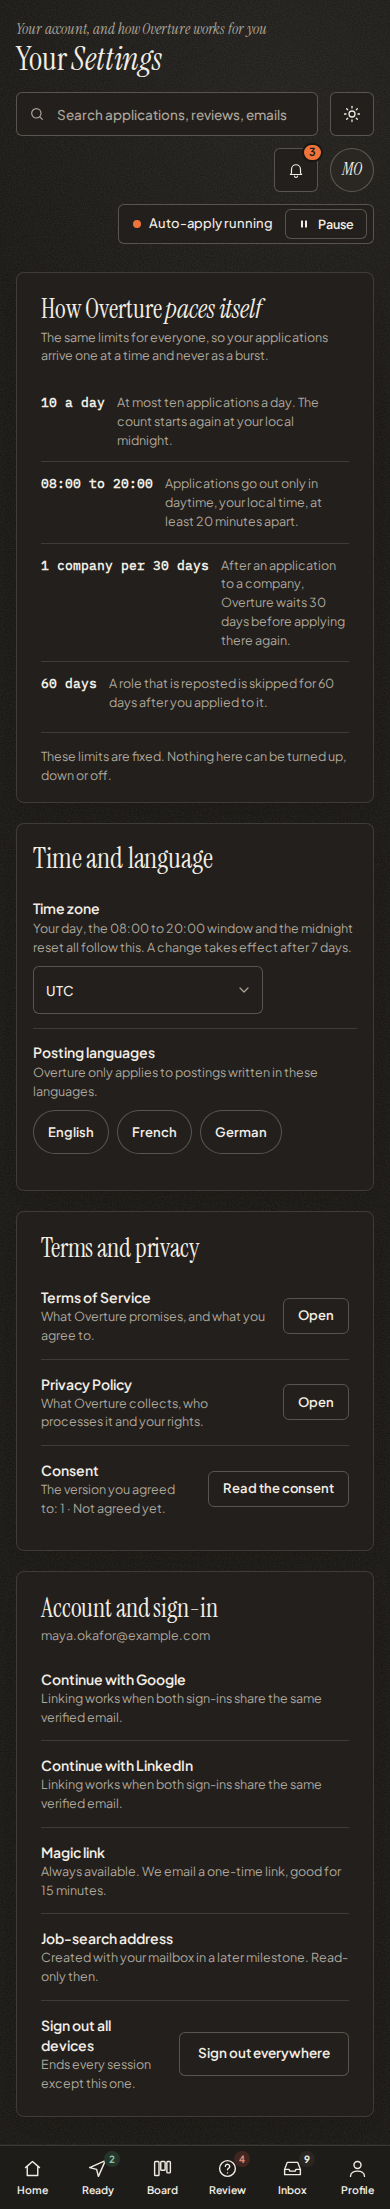 Your account, and how Overture works for you
Your Settings
Search applications, reviews, emails
3
MO
Auto-apply running
Pause
How Overture paces itself
The same limits for everyone, so your applications
arrive one at a time and never as a burst.
10 a day
At most ten applications a day. The
count starts again at your local
midnight.
08:00 to 20:00
Applications go out only in
daytime, your local time, at
least 20 minutes apart.
1 company per 30 days
After an application
to a company,
Overture waits 30
days before applying
there again.
60 days
A role that is reposted is skipped for 60
days after you applied to it.
These limits are fixed. Nothing here can be turned up,
down or off.
Time and language
Time zone
Your day, the 08:00 to 20:00 window and the midnight
reset all follow this. A change takes effect after 7 days.
UTC
Posting languages
Overture only applies to postings written in these
languages.
English
French
German
Terms and privacy
Terms of Service
What Overture promises, and what you
agree to.
Open
Privacy Policy
What Overture collects, who
processes it and your rights.
Open
Consent
The version you agreed
to: 1 · Not agreed yet.
Read the consent
Account and sign-in
maya.okafor@example.com
Continue with Google
Linking works when both sign-ins share the same
verified email.
Continue with LinkedIn
Linking works when both sign-ins share the same
verified email.
Magic link
Always available. We email a one-time link, good for
15 minutes.
Job-search address
Created with your mailbox in a later milestone. Read-
only then.
Sign out all
devices
Ends every session
except this one.
Sign out everywhere
2
4
9
Home
Ready
Board
Review
Inbox
Profile